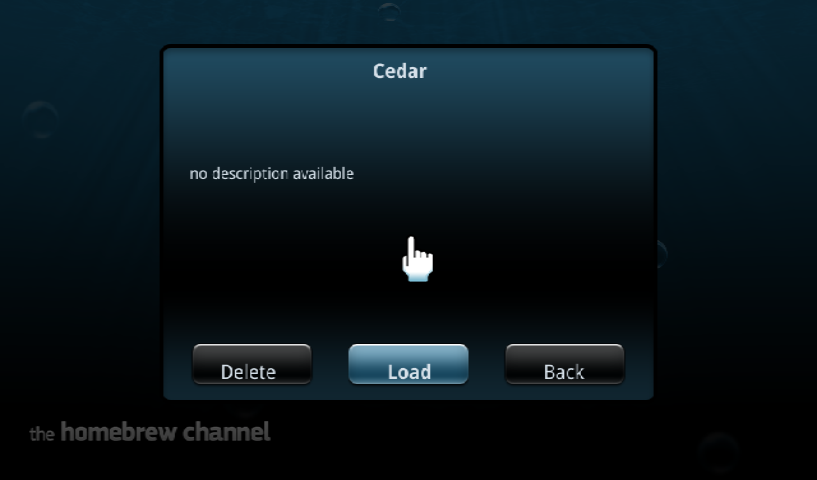 Cedar
no description available
Delete
Load
Back
the homebrew channel